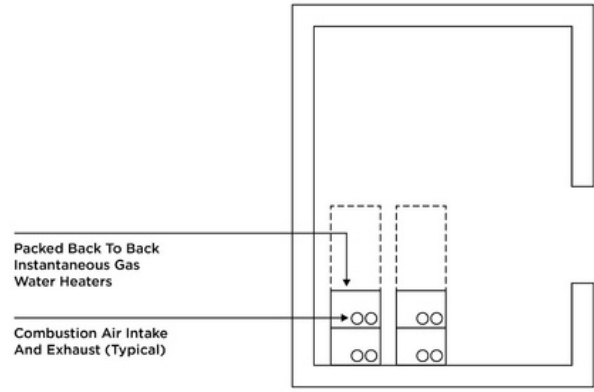 Packed Back To Back
Instantaneous Gas
Water Heaters
Combustion Air Intake
And Exhaust (Typical)